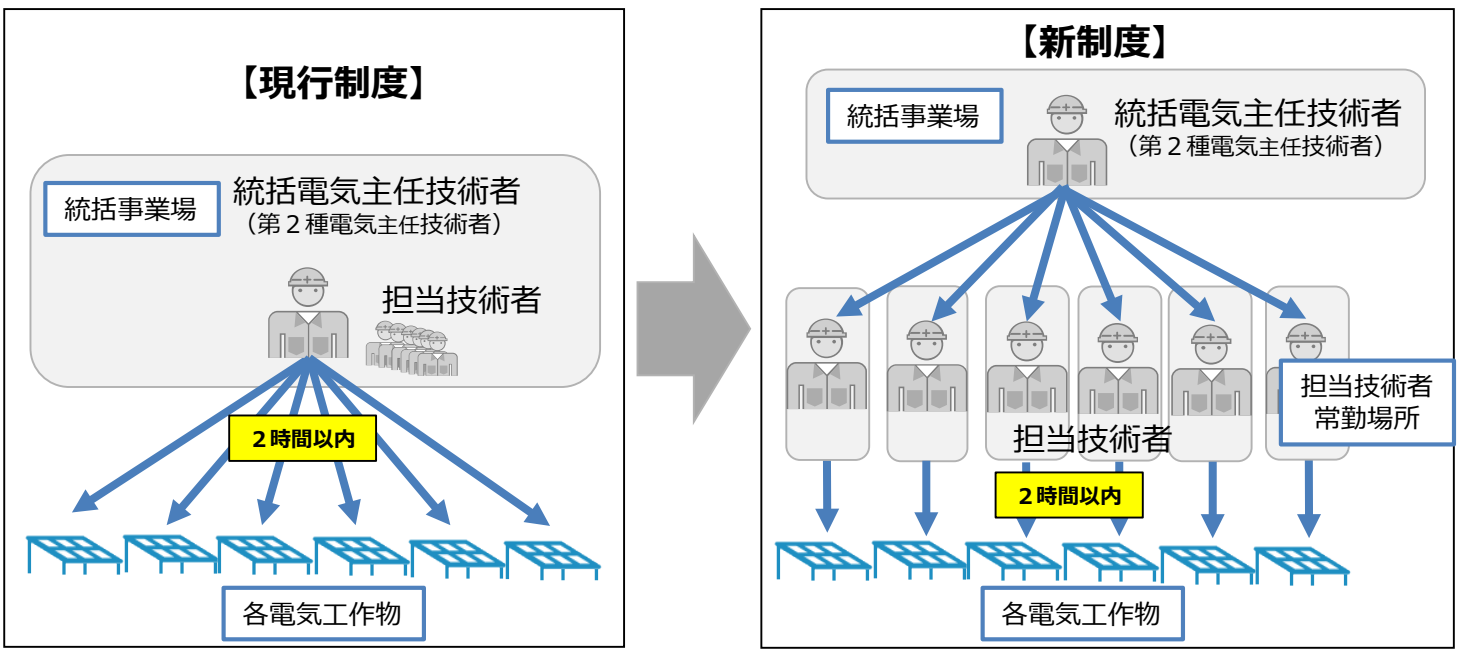 【現行制度】
統括事業場
統括電気主任技術者
（第２種電気主任技術者）
担当技術者
２時間以内
各電気工作物
【新制度】
統括事業場
統括電気主任技術者
（第２種電気主任技術者）
担当技術者
常勤場所
担当技術者
２時間以内
各電気工作物